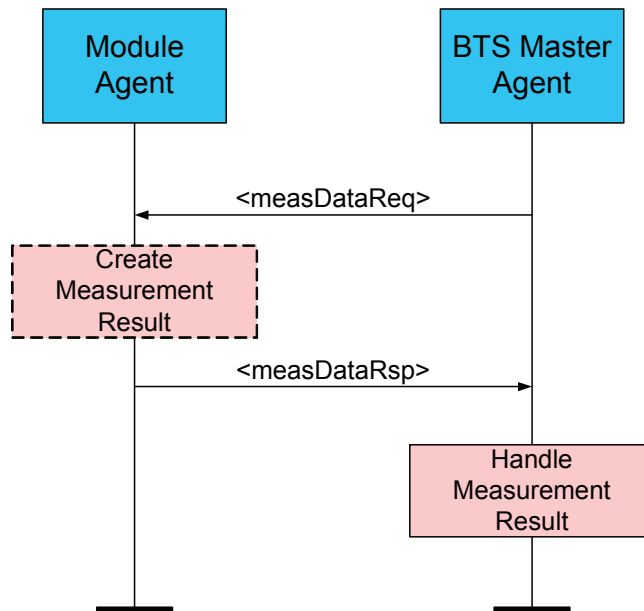 Module
Agent
BTS Master
Agent
<measDataReq>
Create
Measurement
Result
<measDataRsp>
Handle
Measurement
Result